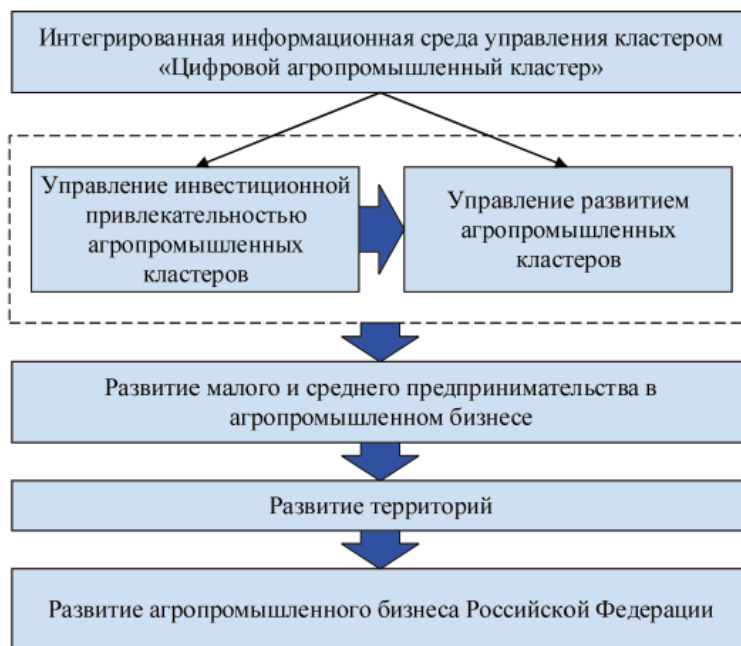 Интегрированная информационная среда управления кластером
«Цифровой агропромышленный кластер»
Управление инвестиционной
привлекательностью
агропромышленных
кластеров
Управление развитием
агропромышленных
кластеров
Развитие малого и среднего предпринимательства в
агропромышленном бизнесе
Развитие территорий
Развитие агропромышленного бизнеса Российской Федерации